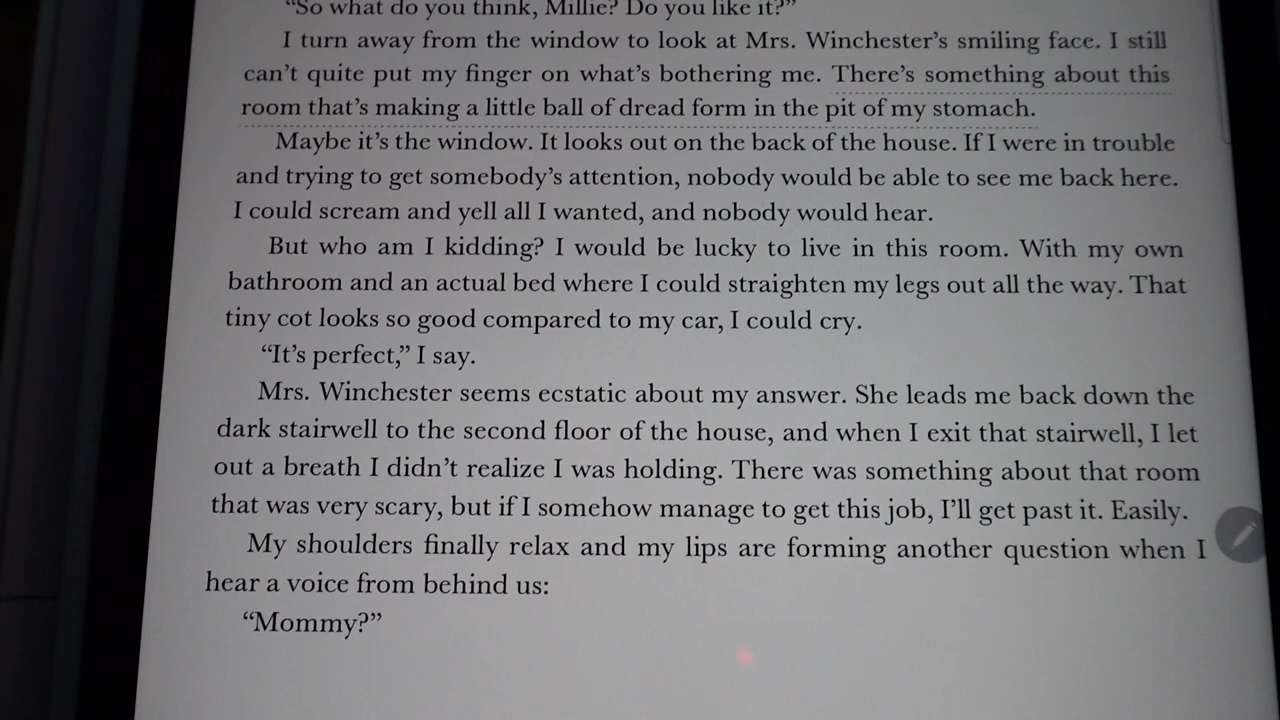 "So what do you think, Millie? Do you like it?"
I turn away from the window to look at Mrs. Winchester's smiling face. I still
can't quite put my finger on what's bothering me. There's something about this
room that's making a little ball of dread form in the pit of my stomach.
Maybe it's the window. It looks out on the back of the house. If I were in trouble
and trying to get somebody's attention, nobody would be able to see me back here.
I could scream and yell all I wanted, and nobody would hear.
But who am I kidding? I would be lucky to live in this room. With my own
bathroom and an actual bed where I could straighten my legs out all the way. That
tiny cot looks so good compared to my car, I could cry.
"It's perfect," I say.
Mrs. Winchester seems ecstatic about my answer. She leads me back down the
dark stairwell to the second floor of the house, and when I exit that stairwell, I let
out a breath I didn't realize I was holding. There was something about that room
that was very scary, but if I somehow manage to get this job, I'll get past it. Easily.
My shoulders finally relax and my lips are forming another question when I
hear a voice from behind us:
"Mommy?"